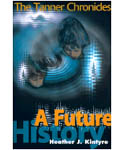 The Tanner Chronicles
A Future
History
Heather J. Kintyre